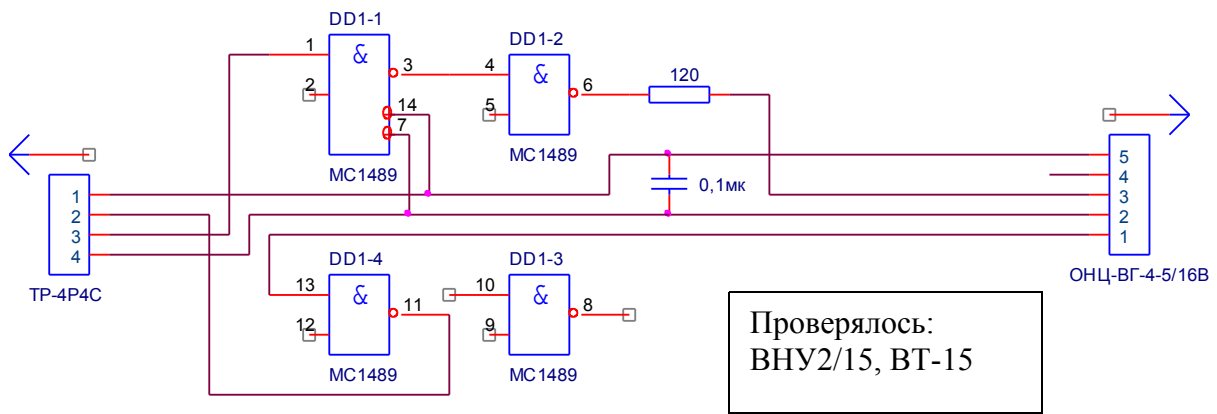 DD1-1
DD1-2
1
&
3
2
14
7
MC1489
4
&
6
5
MC1489
120
1
2
3
4
ТР-4Р4С
0,1мк
5
4
3
2
1
ОНЦ-ВГ-4-5/16В
DD1-4
DD1-3
13
&
11
12
MC1489
10
&
8
9
MC1489
Проверялось:
ВНУ2/15, ВТ-15